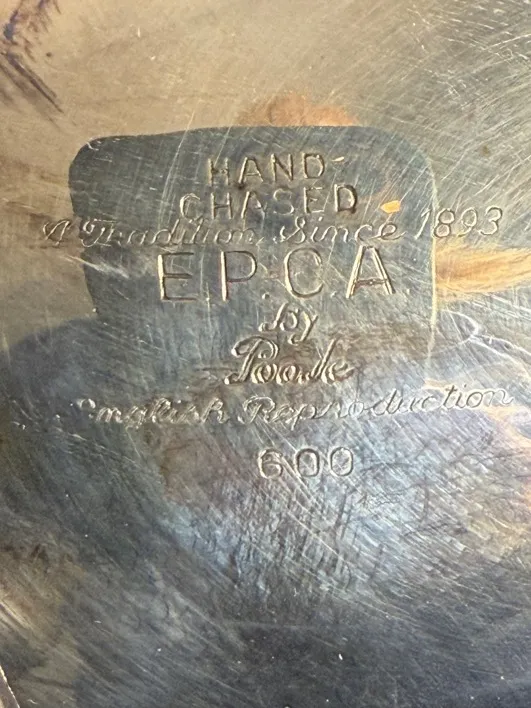 HAND
CHASED
A Tradition Since 1893
E.P.C.A
By
Poole
English Reproduction
600